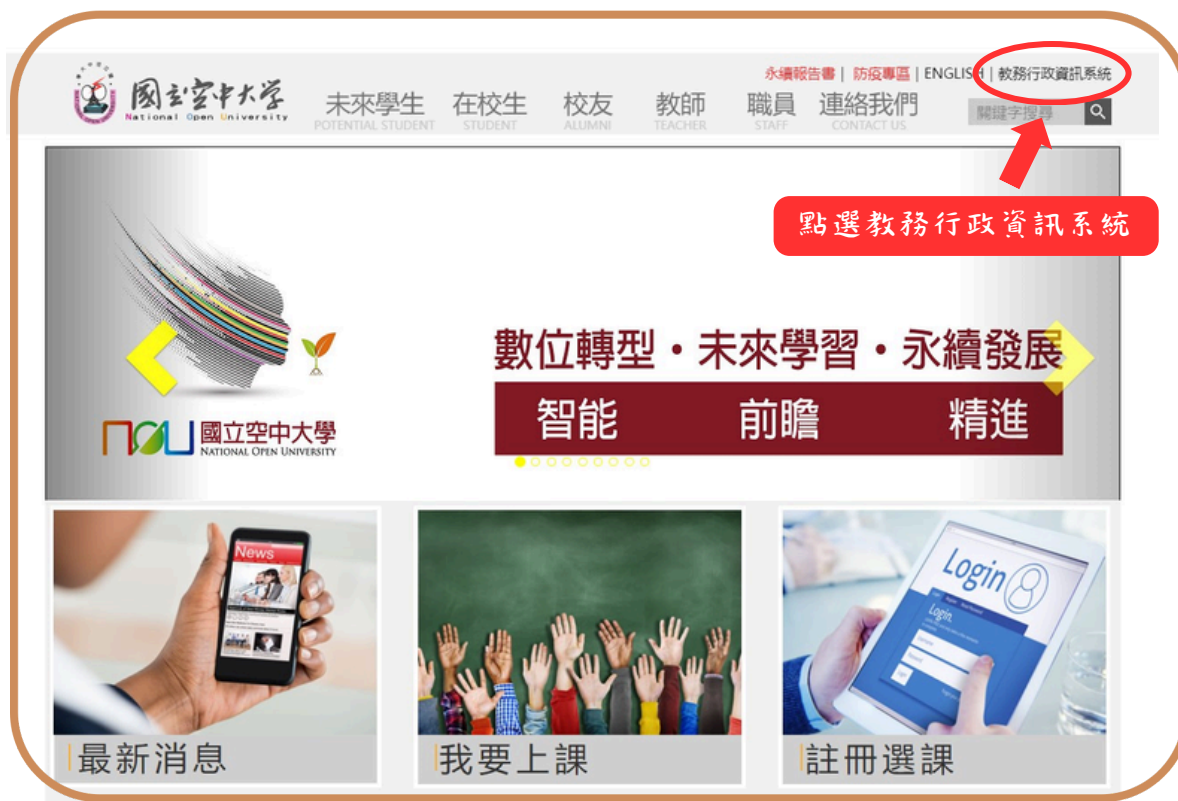 永續報告書 | 防疫專區 | ENGLISH | 教務行政資訊系統
國立空中大學
National Open University
未來學生 在校生 校友 教師 職員 連絡我們
POTENTIAL STUDENT STUDENT ALUMNI TEACHER STAFF CONTACT US
關鍵字搜尋
點選教務行政資訊系統
數位轉型・未來學習・永續發展
智能 前瞻 精進
nou 國立空中大學
NATIONAL OPEN UNIVERSITY
News
Login
Login.
最新消息
我要上課
註冊選課